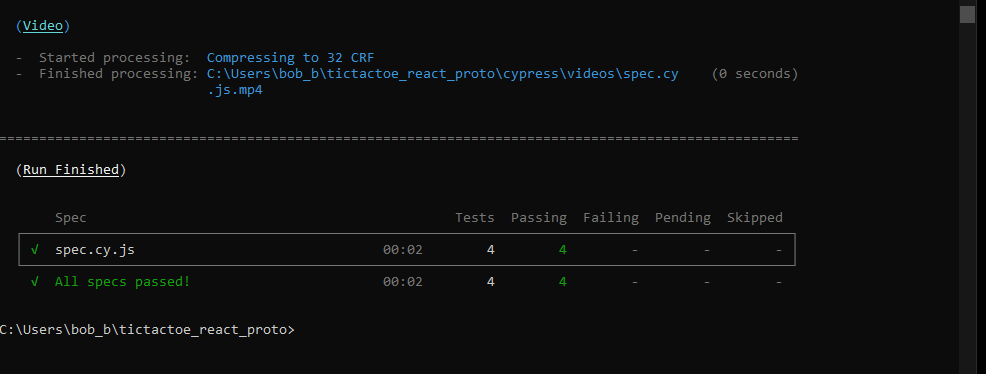 (Video)
- Started processing: Compressing to 32 CRF
- Finished processing: C:\Users\bob_b\tictactoe_react_proto\cypress\videos\spec.cy (0 seconds)
.js.mp4
====================================================================================================
(Run Finished)
Spec Tests Passing Failing Pending Skipped
√ spec.cy.js 00:02 4 4 - - -
√ All specs passed! 00:02 4 4 - - -
C:\Users\bob_b\tictactoe_react_proto>